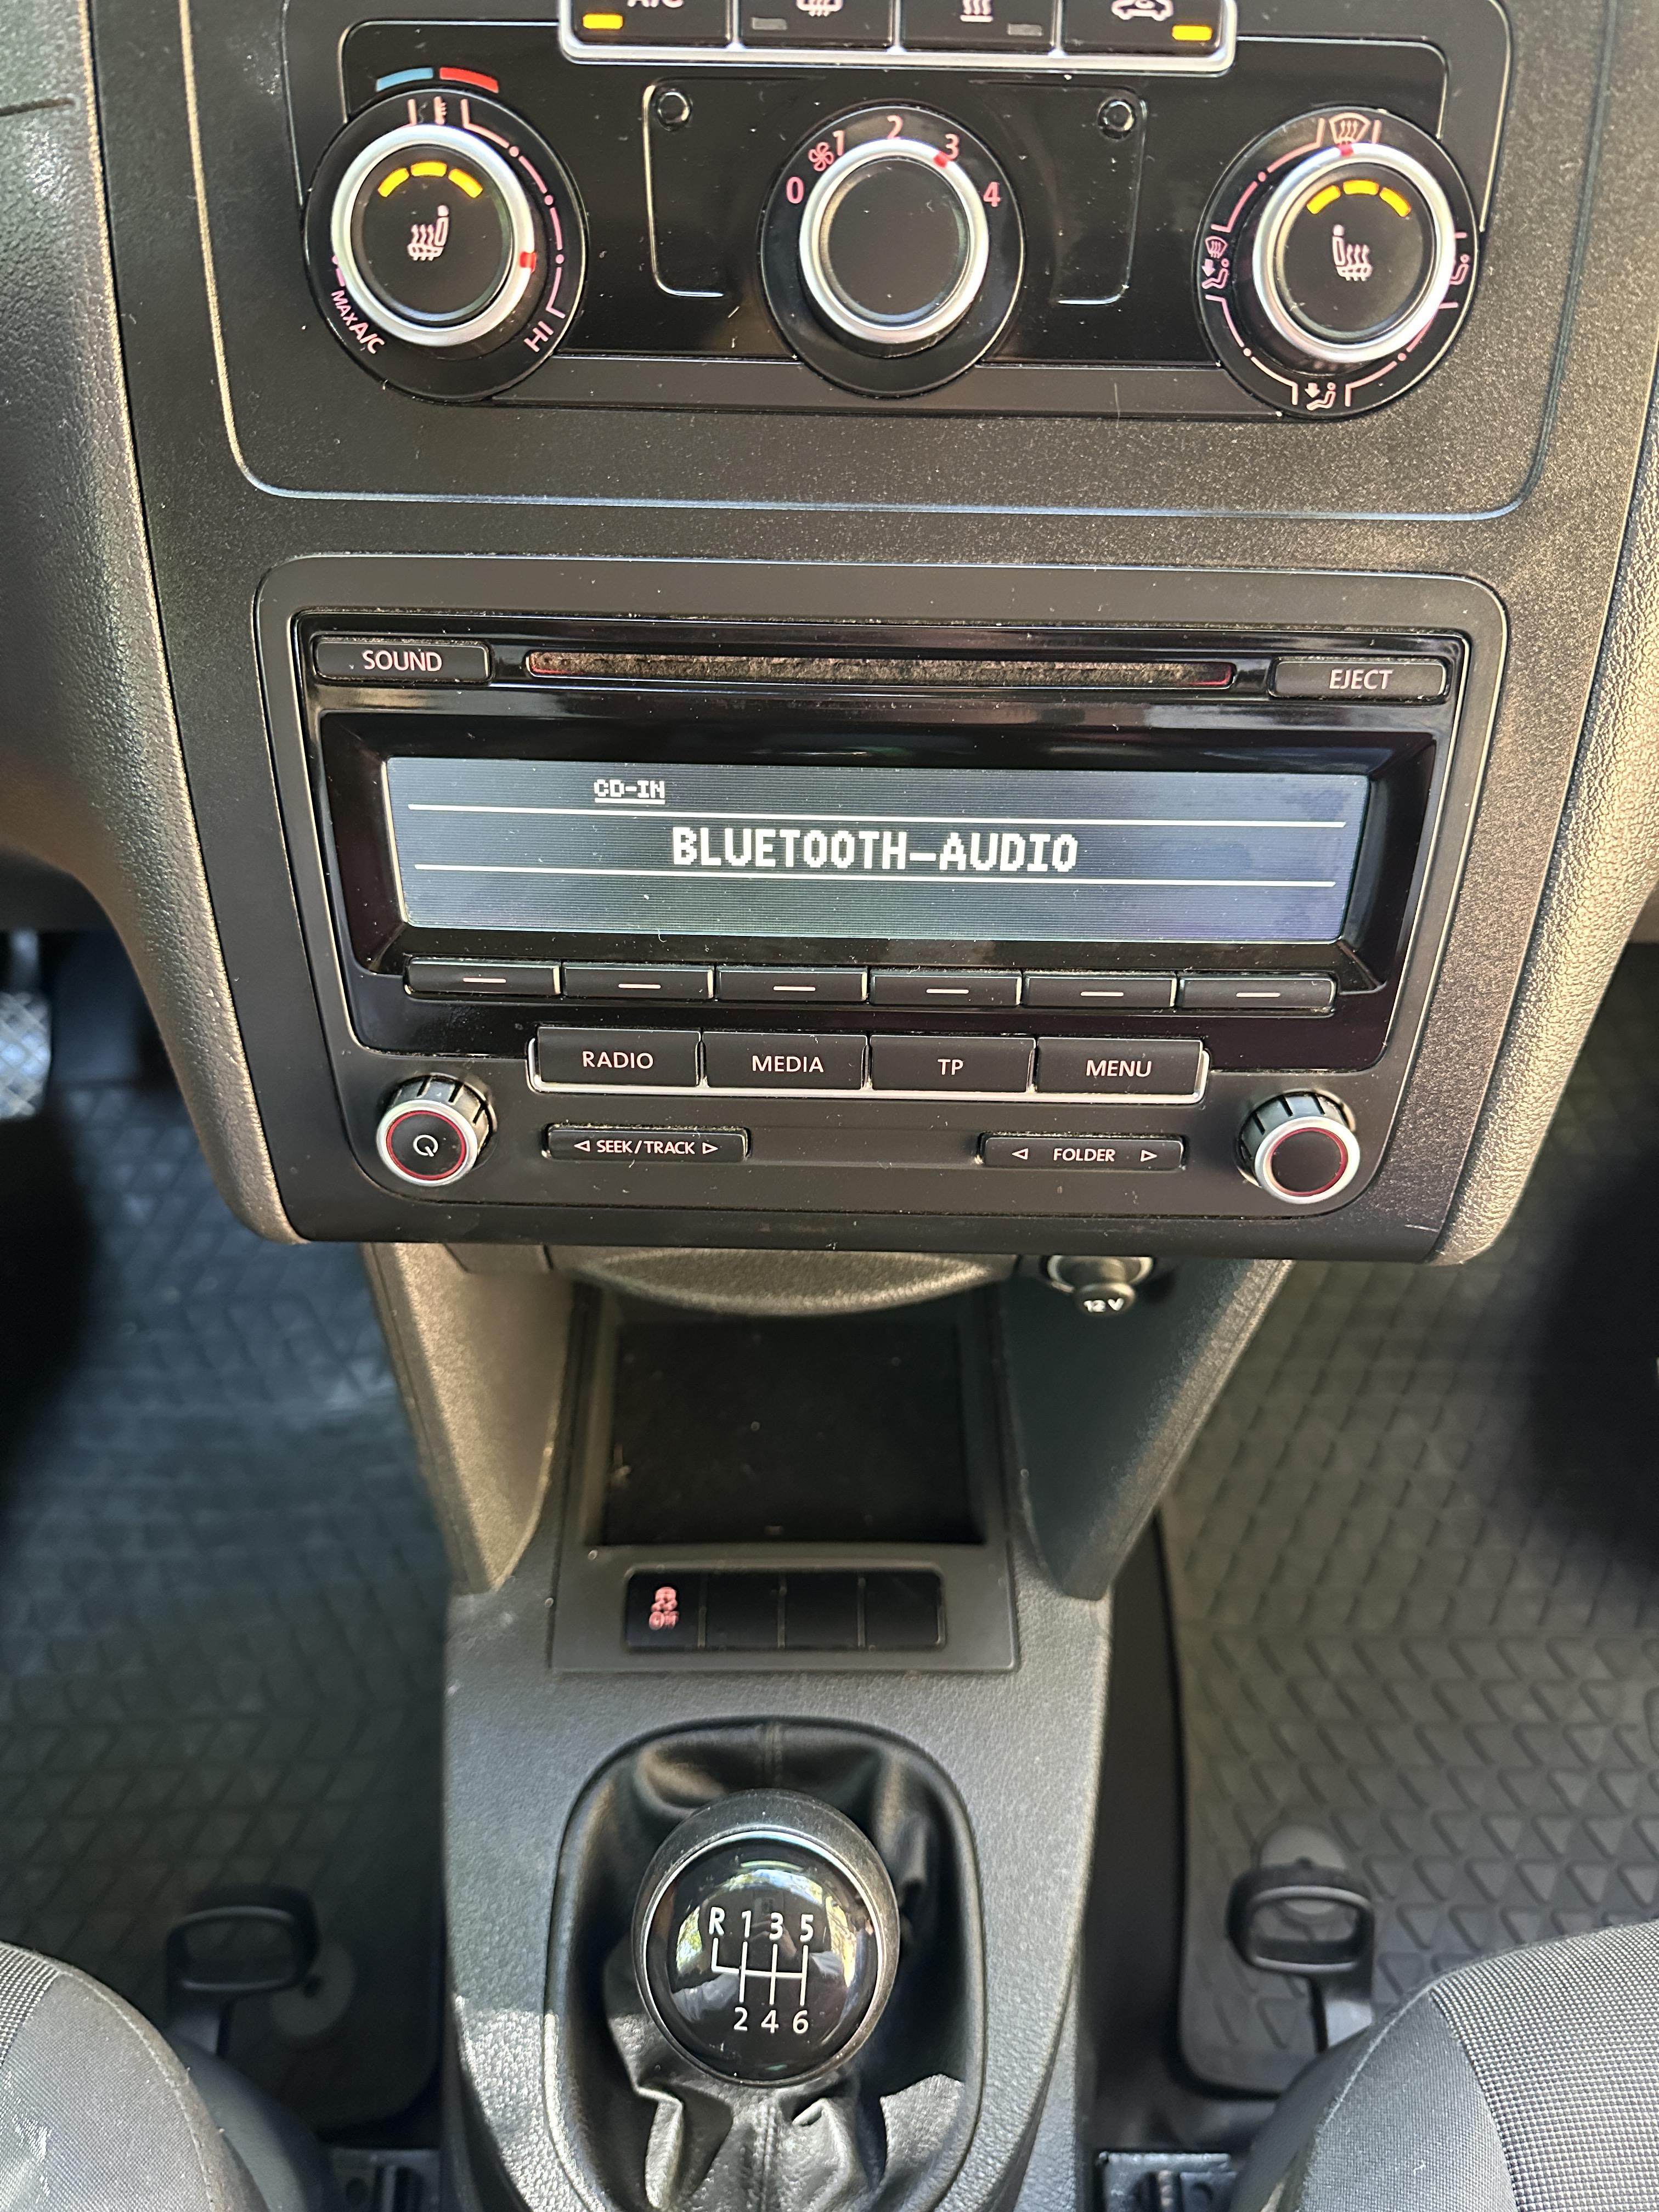 A/C
1 2 3
0 4
MAX A/C
HI
SOUND
EJECT
CD-IN
BLUETOOTH-AUDIO
RADIO MEDIA TP MENU
SEEK/TRACK
FOLDER
12 V
OFF
R 1 3 5
2 4 6